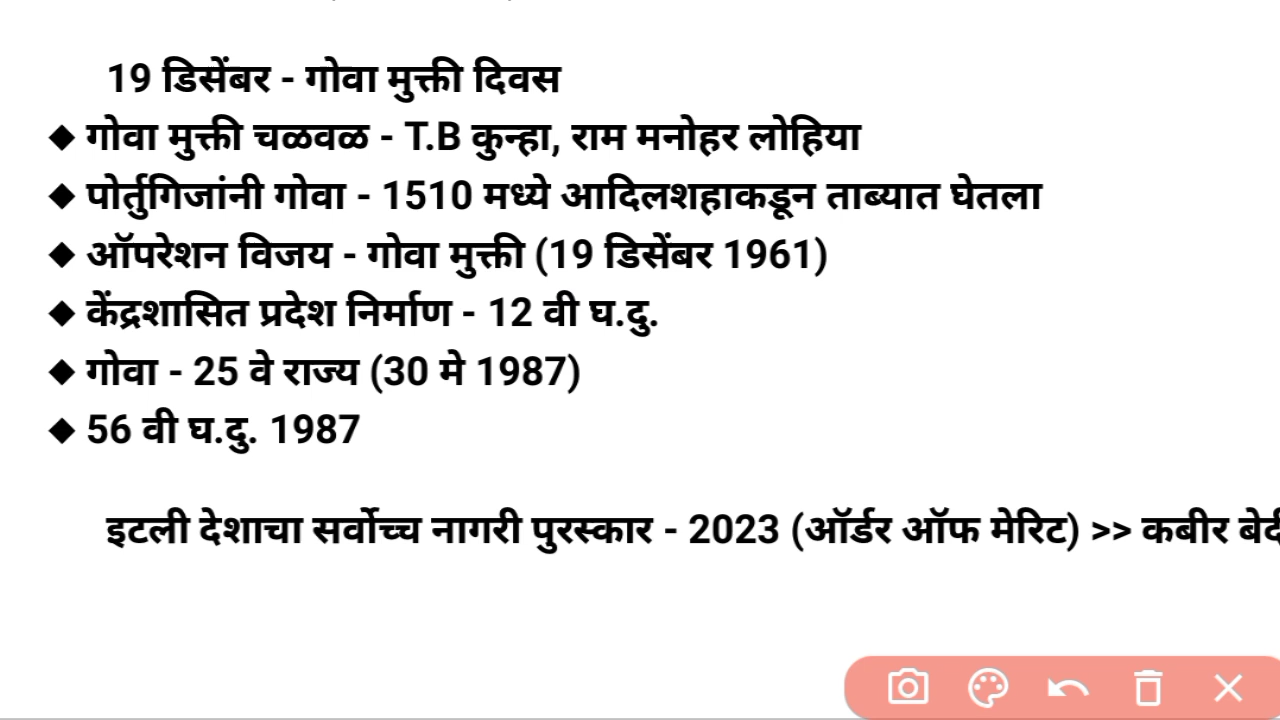 19 डिसेंबर - गोवा मुक्ती दिवस
◆ गोवा मुक्ती चळवळ - T.B कुन्हा, राम मनोहर लोहिया
◆ पोर्तुगिजांनी गोवा - 1510 मध्ये आदिलशहाकडून ताब्यात घेतला
◆ ऑपरेशन विजय - गोवा मुक्ती (19 डिसेंबर 1961)
◆ केंद्रशासित प्रदेश निर्माण - 12 वी घ.दु.
◆ गोवा - 25 वे राज्य (30 मे 1987)
◆ 56 वी घ.दु. 1987
इटली देशाचा सर्वोच्च नागरी पुरस्कार - 2023 (ऑर्डर ऑफ मेरिट) >> कबीर